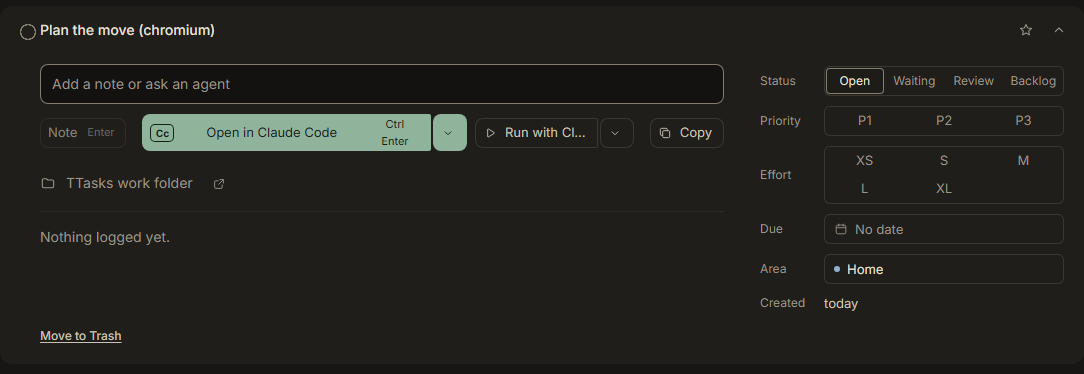 Plan the move (chromium)
Add a note or ask an agent
Note Enter
Cc Open in Claude Code Ctrl Enter
Run with Cl...
Copy
TTasks work folder
Nothing logged yet.
Move to Trash
Status Open Waiting Review Backlog
Priority P1 P2 P3
Effort XS S M
L XL
Due No date
Area Home
Created today